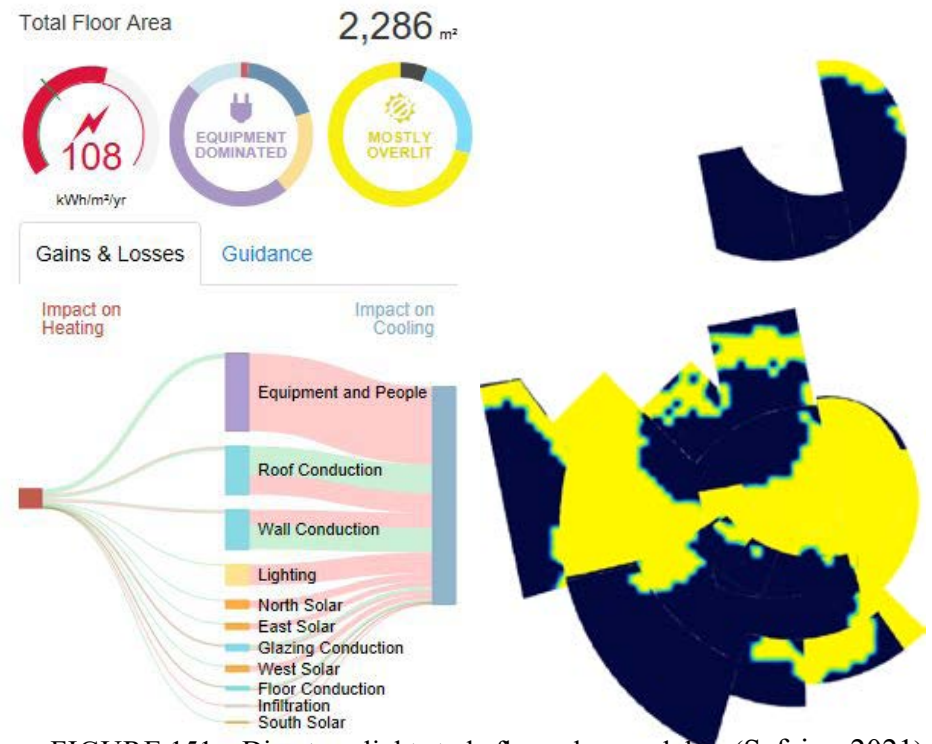 Total Floor Area
2,286 m²
108
kWh/m²/yr
EQUIPMENT
DOMINATED
MOSTLY
OVERLIT
Gains & Losses
Guidance
Impact on
Heating
Impact on
Cooling
Equipment and People
Roof Conduction
Wall Conduction
Lighting
North Solar
East Solar
Glazing Conduction
West Solar
Floor Conduction
Infiltration
South Solar
(Safrina, 2021)